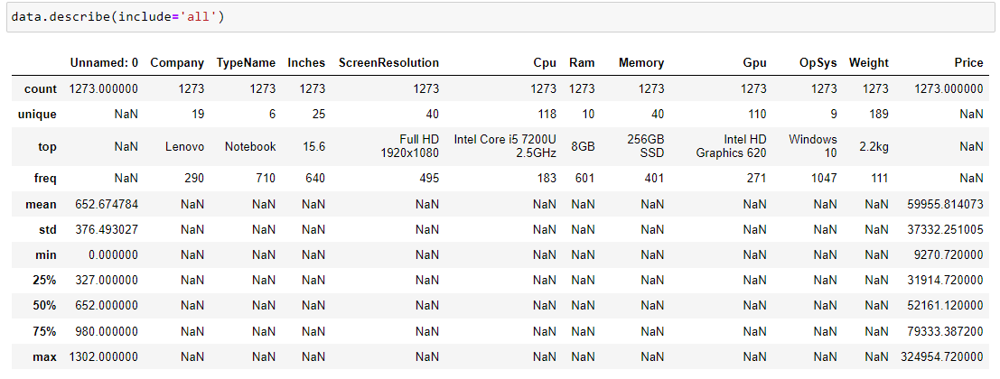 data.describe(include='all')
Unnamed: 0 Company TypeName Inches ScreenResolution Cpu Ram Memory Gpu OpSys Weight Price
count 1273.000000 1273 1273 1273 1273 1273 1273 1273 1273 1273 1273 1273.000000
unique NaN 19 6 25 40 118 10 40 110 9 189 NaN
top NaN Lenovo Notebook 15.6 Full HD 1920x1080 Intel Core i5 7200U 2.5GHz 8GB 256GB SSD Intel HD Graphics 620 Windows 10 2.2kg NaN
freq NaN 290 710 640 495 183 601 401 271 1047 111 NaN
mean 652.674784 NaN NaN NaN NaN NaN NaN NaN NaN NaN NaN 59955.814073
std 376.493027 NaN NaN NaN NaN NaN NaN NaN NaN NaN NaN 37332.251005
min 0.000000 NaN NaN NaN NaN NaN NaN NaN NaN NaN NaN 9270.720000
25% 327.000000 NaN NaN NaN NaN NaN NaN NaN NaN NaN NaN 31914.720000
50% 652.000000 NaN NaN NaN NaN NaN NaN NaN NaN NaN NaN 52161.120000
75% 980.000000 NaN NaN NaN NaN NaN NaN NaN NaN NaN NaN 79333.387200
max 1302.000000 NaN NaN NaN NaN NaN NaN NaN NaN NaN NaN 324954.720000